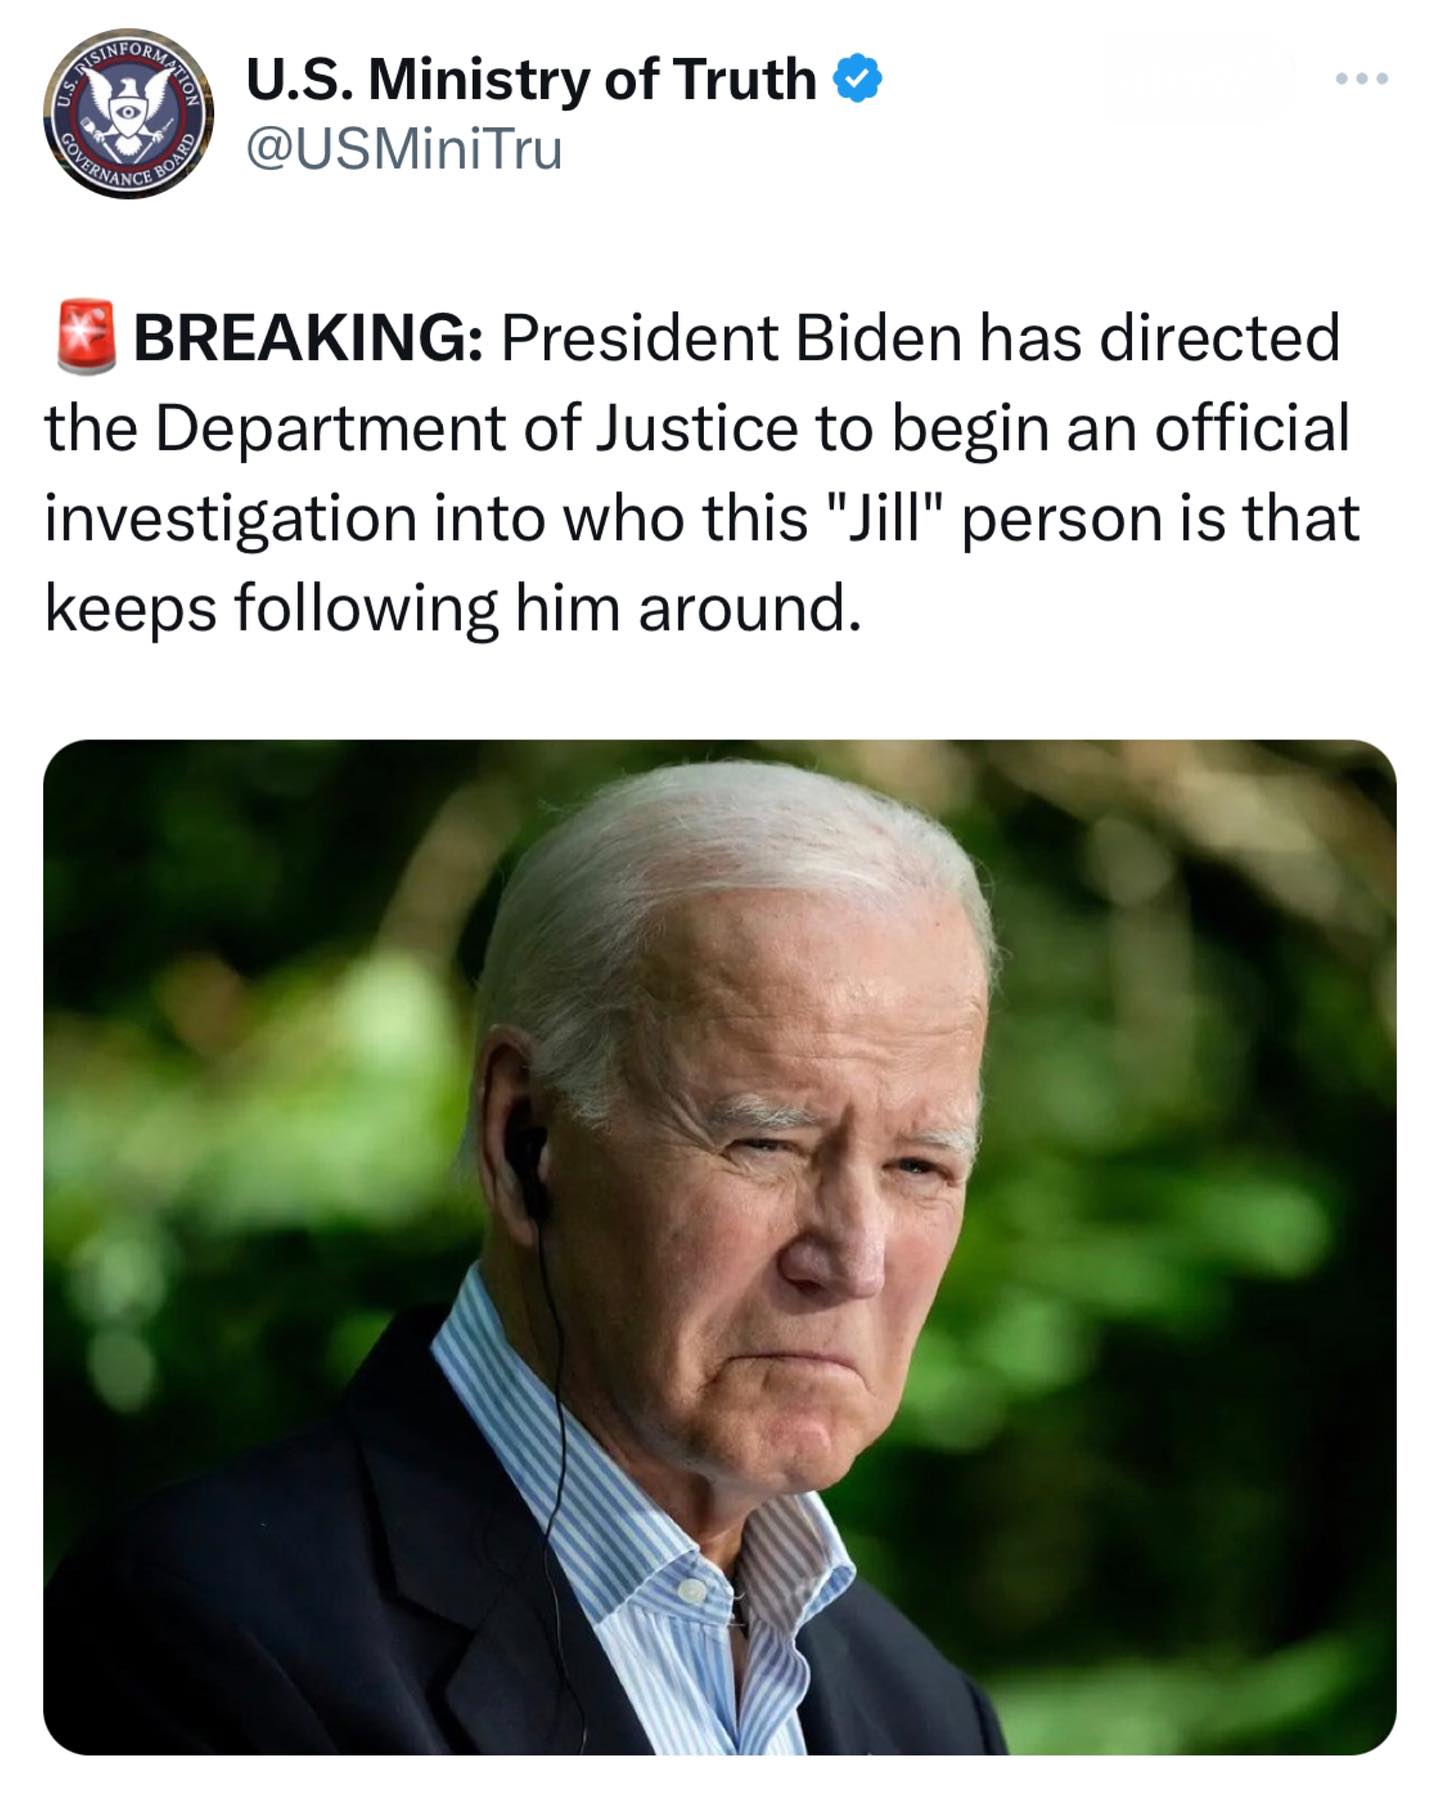 U.S. DISINFORMATION
GOVERNANCE BOARD
U.S. Ministry of Truth
@USMiniTru
🚨BREAKING: President Biden has directed
the Department of Justice to begin an official
investigation into who this "Jill" person is that
keeps following him around.